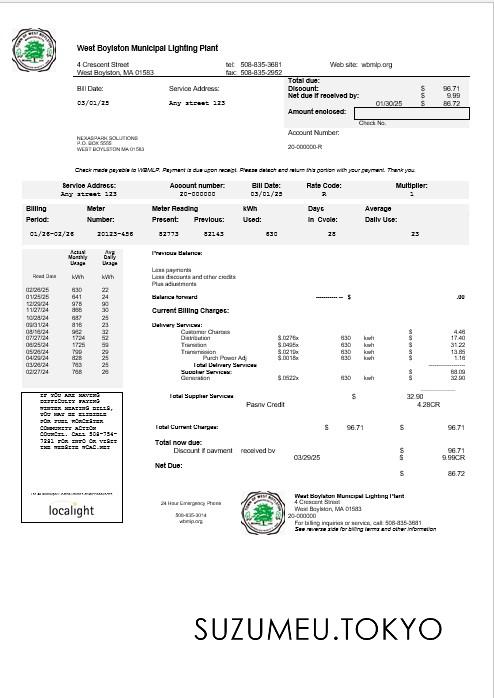 West Boylston Municipal Lighting Plant
4 Crescent Street tel: 508-835-3681 Web site: wbmlp.org
West Boylston, MA 01583 fax: 508-835-2952
Total due: $ 96.71
Discount: $ 9.99
Net due if received by:
01/30/25 $ 86.72
Bill Date: Service Address:
03/01/25 Any street 123
Amount enclosed:
Check No.
Account Number:
20-000000-R
NEXASPARK SOLUTIONS
P.O. BOX 5555
WEST BOYLSTON MA 01583
Check made payable to WBMLP. Payment is due upon receipt. Please detach and return this portion with your payment. Thank you.
Service Address: Account number: Bill Date: Rate Code: Multiplier:
Any street 123 20-000000 03/01/25 R 1
Billing Meter Meter Reading kWh Days Average
Period: Number: Present: Previous: Used: In Cycle: Daily Use:
01/26-02/26 20123-456 82773 82143 630 28 23
Actual Monthly Usage Avg Daily Usage
Read Date kWh kWh
02/26/25 630 22
01/25/25 641 24
12/29/24 978 90
11/27/24 866 30
10/28/24 687 25
09/31/24 816 23
08/16/24 962 32
07/17/24 1724 52
06/25/24 1725 59
05/26/24 799 29
04/29/24 828 25
03/26/24 763 25
02/27/24 768 26
Previous Balance:
Less payments
Less discounts and other credits
Plus adjustments
Balance forward ------------ $ .00
Current Billing Charges:
Delivery Services:
Customer Charges $ 4.46
Distribution $.0276x 630 kwh $ 17.40
Transition $.0495x 630 kwh $ 31.22
Transmission $.0219x 630 kwh $ 13.85
Purch Power Adj $.0018x 630 kwh $ 1.16
Total Delivery Services
Supplier Services: $ 68.09
Generation $.0522x 630 kwh $ 32.90
Total Supplier Services $ 32.90
Pasny Credit 4.28CR
Total Current Charges: $ 96.71 $ 96.71
Total now due: $ 96.71
Discount if payment received by
03/29/25 $ 9.99CR
Net Due:
$ 86.72
IF YOU ARE HAVING
DIFFICULTY PAYING
WINTER HEATING BILLS,
YOU MAY BE ELIGIBLE
FOR FUEL WORCESTER
COMMUNITY ACTION
COUNCIL. CALL 508-754-
7281 FOR INFO OR VISIT
THE WEBSITE WCAC.NET
localight
24 Hour Emergency Phone
508-835-3014
wbmlp.org
West Boylston Municipal Lighting Plant
4 Crescent Street
West Boylston, MA 01583
20-000000
For billing inquiries or service, call: 508-835-3681
See reverse side for billing terms and other information
SUZUMEU.TOKYO